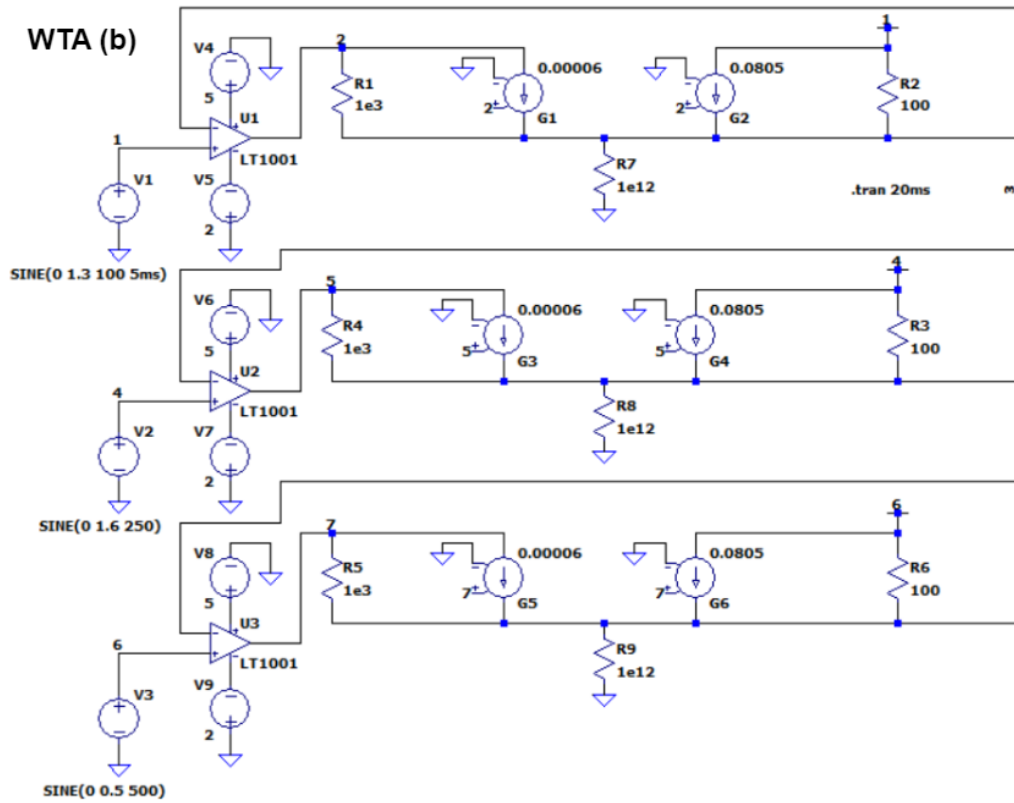 WTA (b)
V4
5
U1
LT1001
V5
2
1
V1
SINE(0 1.3 100 5ms)
2
R1
1e3
0.00006
2
G1
0.0805
2
G2
1
R2
100
R7
1e12
.tran 20ms
V6
5
U2
LT1001
V7
2
4
V2
SINE(0 1.6 250)
5
R4
1e3
0.00006
5
G3
0.0805
5
G4
4
R3
100
R8
1e12
V8
5
U3
LT1001
V9
2
6
V3
SINE(0 0.5 500)
7
R5
1e3
0.00006
7
G5
0.0805
7
G6
6
R6
100
R9
1e12